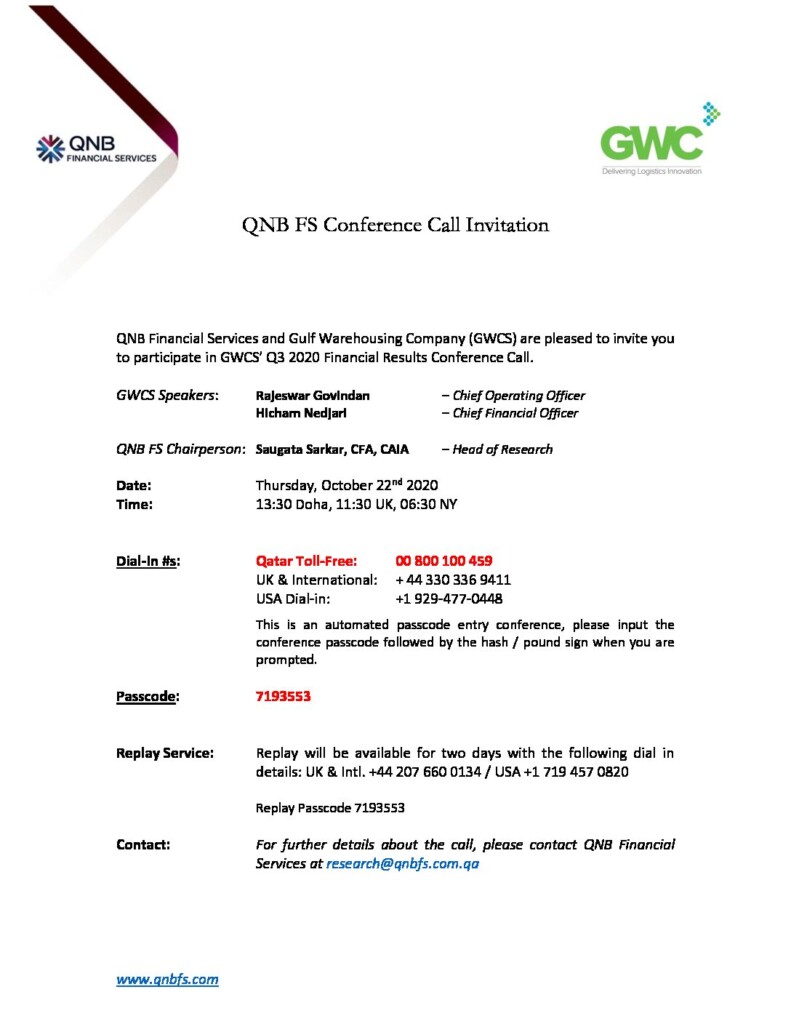 QNB
FINANCIAL SERVICES
GWC
Delivering Logistics Innovation
QNB FS Conference Call Invitation
QNB Financial Services and Gulf Warehousing Company (GWCS) are pleased to invite you
to participate in GWCS’ Q3 2020 Financial Results Conference Call.
GWCS Speakers: Rajeswar Govindan – Chief Operating Officer
Hicham Nedjari – Chief Financial Officer
QNB FS Chairperson: Saugata Sarkar, CFA, CAIA – Head of Research
Date: Thursday, October 22nd 2020
Time: 13:30 Doha, 11:30 UK, 06:30 NY
Dial-In #s: Qatar Toll-Free: 00 800 100 459
UK & International: + 44 330 336 9411
USA Dial-in: +1 929-477-0448
This is an automated passcode entry conference, please input the
conference passcode followed by the hash / pound sign when you are
prompted.
Passcode: 7193553
Replay Service: Replay will be available for two days with the following dial in
details: UK & Intl. +44 207 660 0134 / USA +1 719 457 0820
Replay Passcode 7193553
Contact: For further details about the call, please contact QNB Financial
Services at research@qnbfs.com.qa
www.qnbfs.com